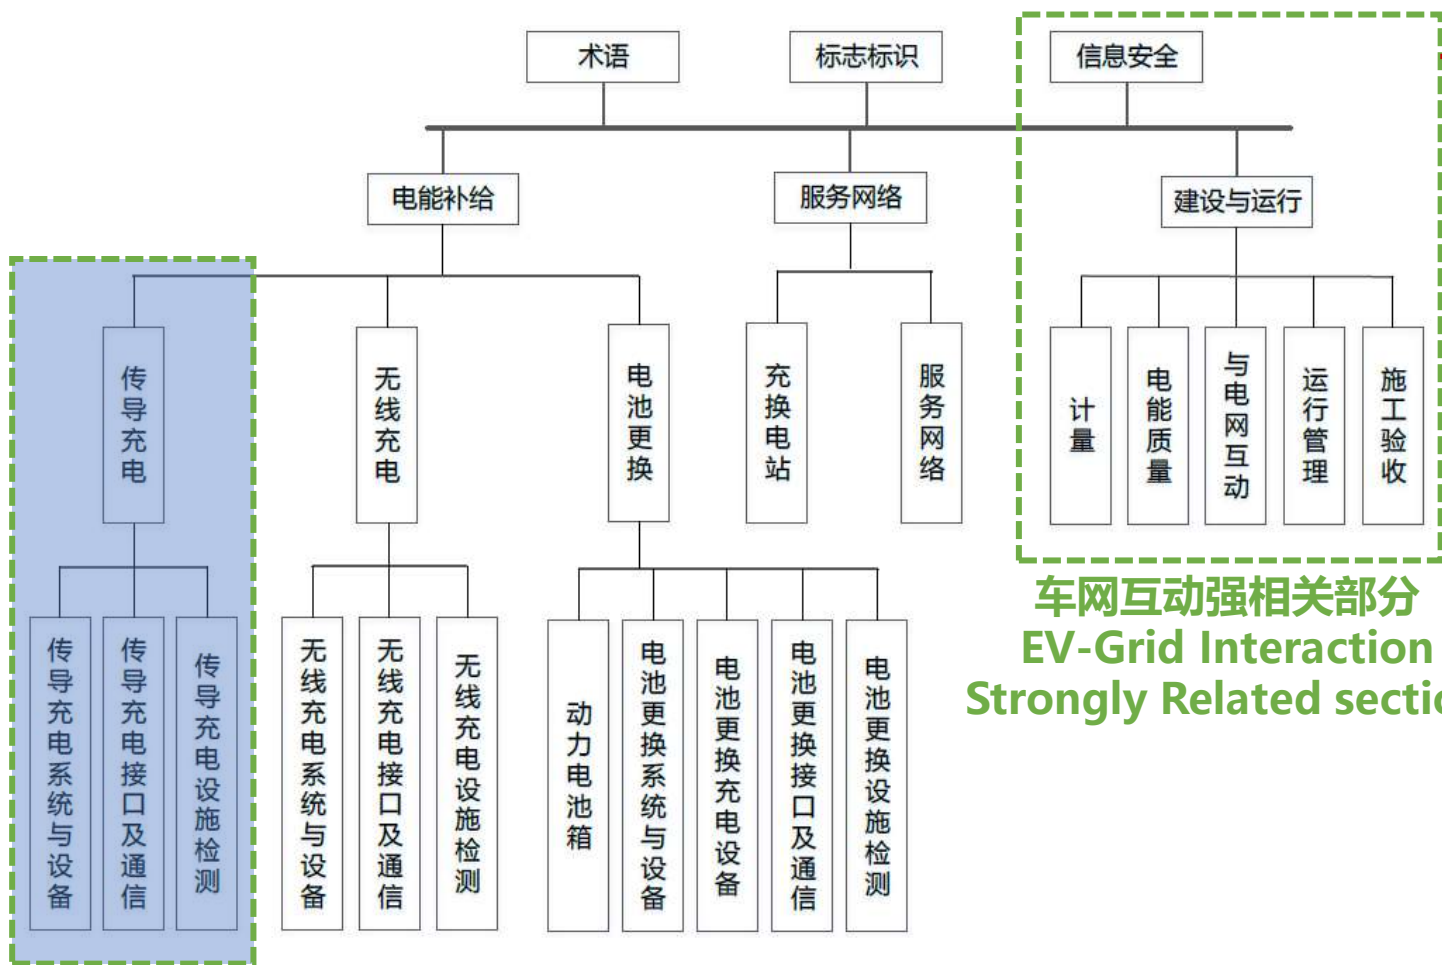 术语
标志标识
信息安全
电能补给
服务网络
建设与运行
传导充电
无线充电
电池更换
充换电站
服务网络
计量
电能质量
与电网互动
运行管理
施工验收
传导充电系统与设备
传导充电接口及通信
传导充电设施检测
无线充电系统与设备
无线充电接口及通信
无线充电设施检测
动力电池箱
电池更换系统与设备
电池更换充电设备
电池更换接口及通信
电池更换设施检测
车网互动强相关部分
EV-Grid Interaction
Strongly Related sectio